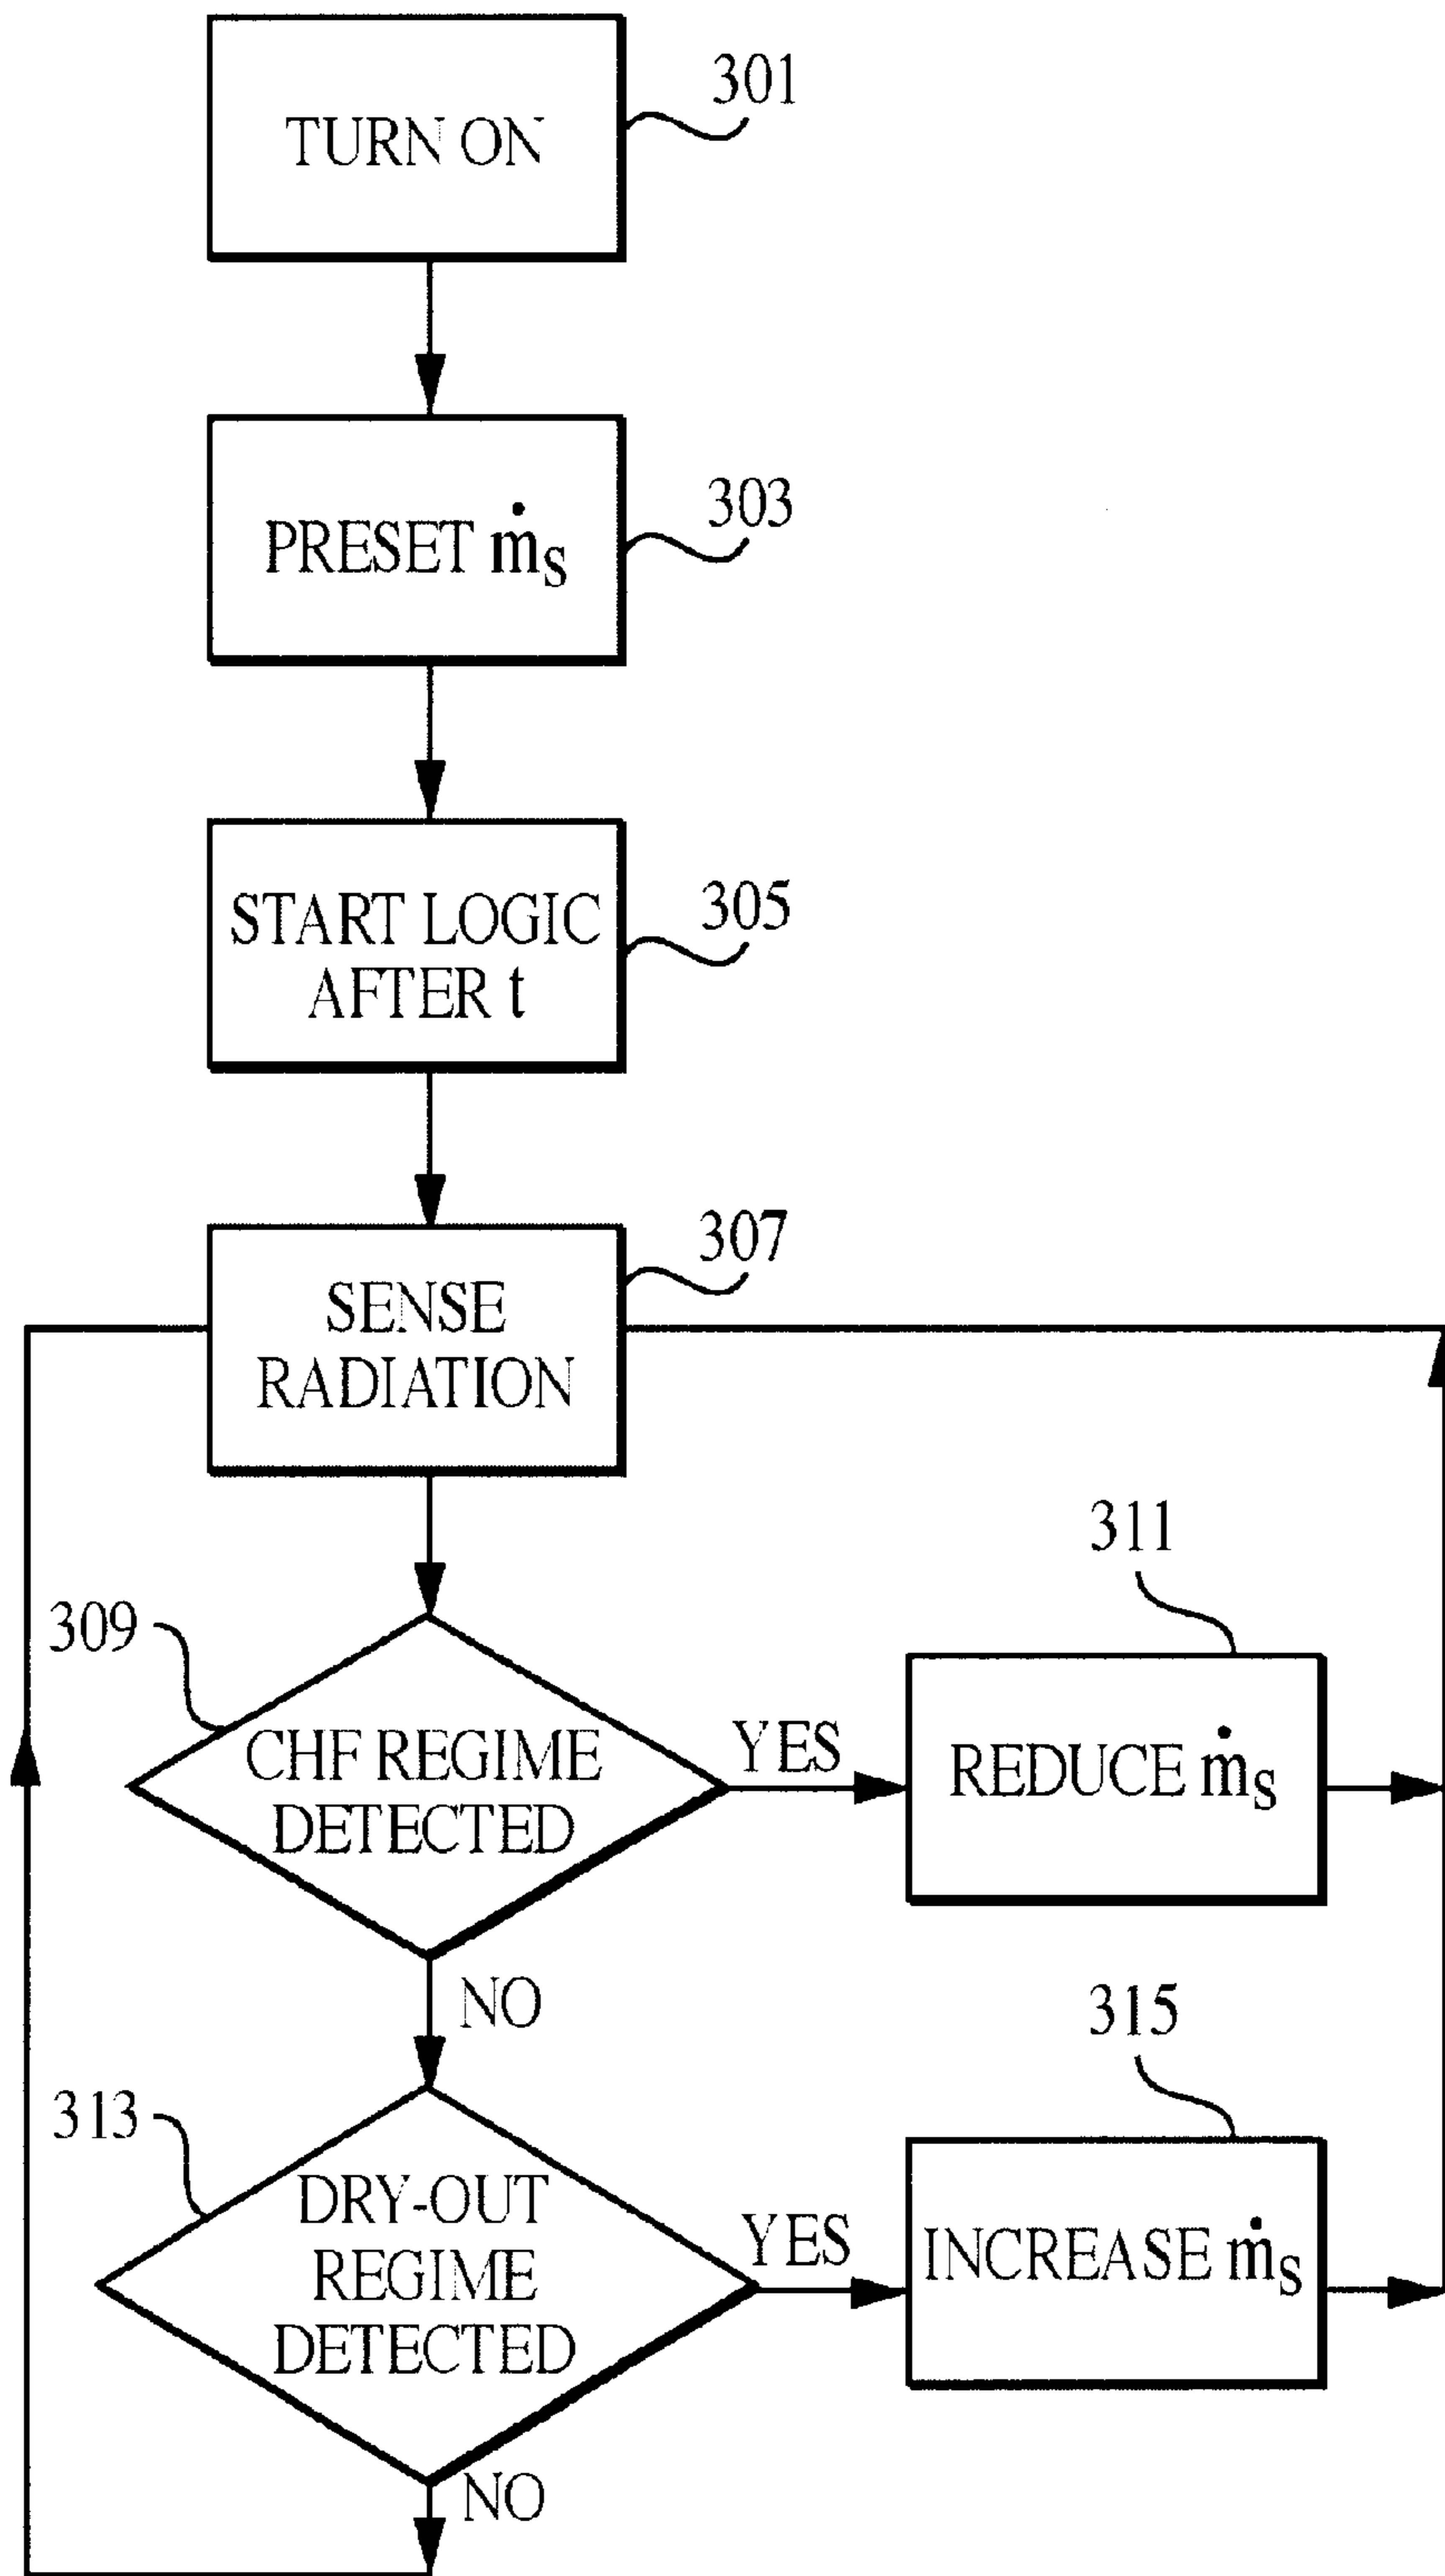 301
TURN ON
303
PRESET ṁs
305
START LOGIC
AFTER t
307
SENSE
RADIATION
311
309
CHF REGIME
DETECTED
YES
REDUCE ṁs
NO
315
313
DRY-OUT
REGIME
DETECTED
YES
INCREASE ṁs
NO